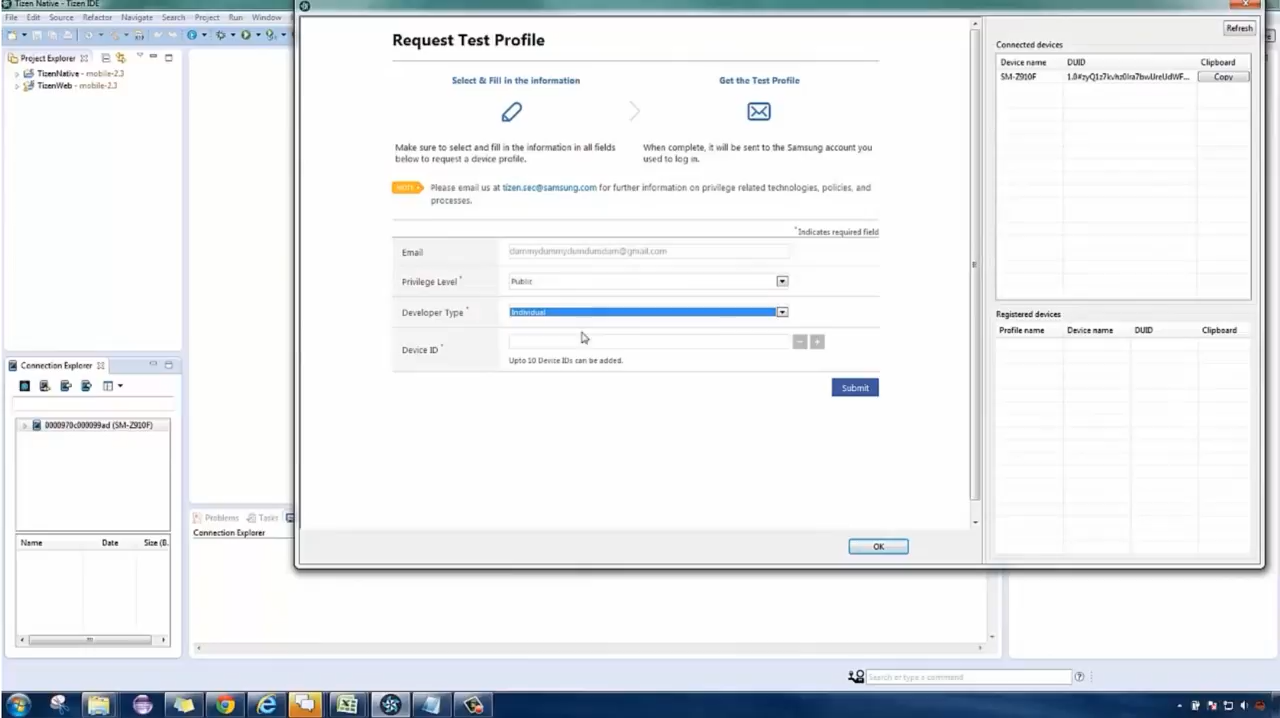 Tizen Native - Tizen IDE
File Edit Source Refactor Navigate Search Project Run Window
Project Explorer
TizenNative - mobile-2.3
TizenWeb - mobile-2.3
Connection Explorer
0000970c000099ad (SM-Z910F)
Name Date Size (B.
Problems Tasks
Connection Explorer
Request Test Profile
Select & Fill in the information Get the Test Profile
Make sure to select and fill in the information in all fields
below to request a device profile.
When complete, it will be sent to the Samsung account you
used to log in.
NOTE Please email us at tizen.sec@samsung.com for further information on privilege related technologies, policies, and
processes.
*Indicates required field
Email dammydummydumdumdam@gmail.com
Privilege Level * Public
Developer Type * Individual
Device ID *
Upto 10 Device IDs can be added.
Submit
OK
Refresh
Connected devices
Device name DUID Clipboard
SM-Z910F Copy
Registered devices
Profile name Device name DUID Clipboard
Search or type a command